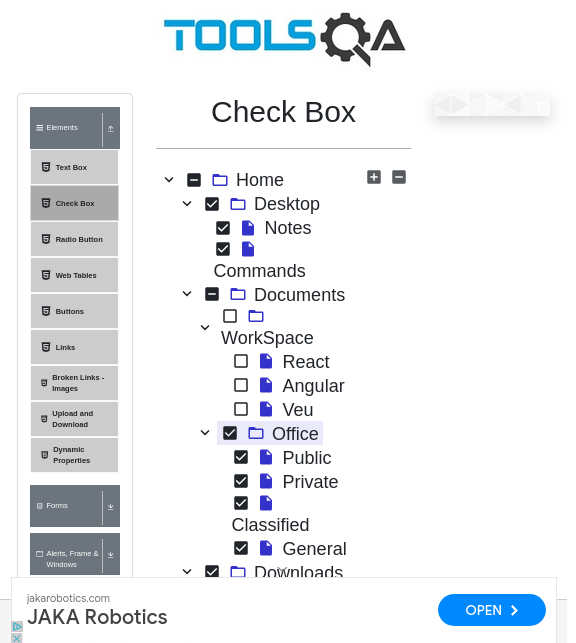 TOOLSQA
Check Box
Elements
Text Box
Check Box
Radio Button
Web Tables
Buttons
Links
Broken Links -
Images
Upload and
Download
Dynamic
Properties
Forms
Alerts, Frame &
Windows
Home
Desktop
Notes
Commands
Documents
WorkSpace
React
Angular
Veu
Office
Public
Private
Classified
General
Downloads
jakarobotics.com
JAKA Robotics
OPEN